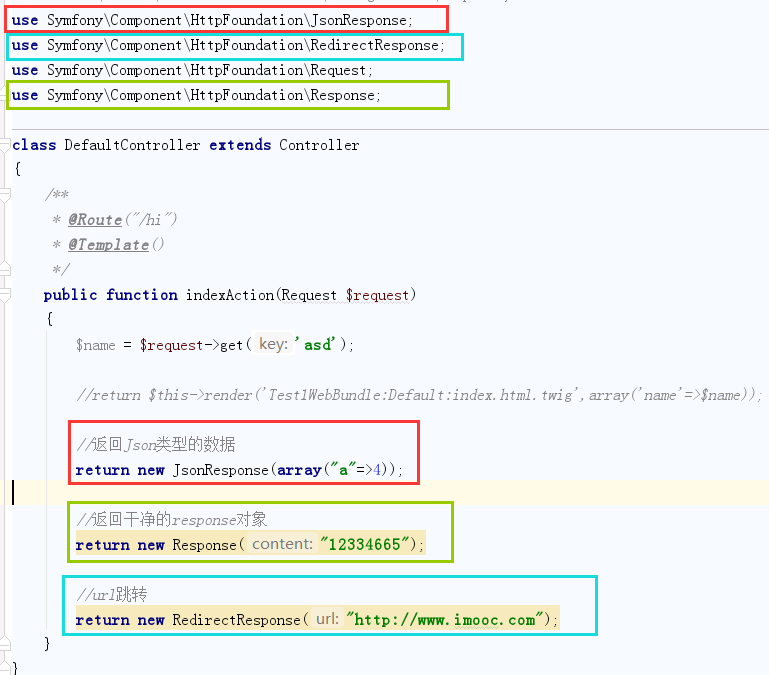 use Symfony\Component\HttpFoundation\JsonResponse;
use Symfony\Component\HttpFoundation\RedirectResponse;
use Symfony\Component\HttpFoundation\Request;
use Symfony\Component\HttpFoundation\Response;
class DefaultController extends Controller
{
/**
* @Route("/hi")
* @Template()
*/
public function indexAction(Request $request)
{
$name = $request->get( key: 'asd');
//return $this->render('Test1WebBundle:Default:index.html.twig',array('name'=>$name));
//返回Json类型的数据
return new JsonResponse(array("a"=>4));
//返回干净的response对象
return new Response( content: "12334665");
//url跳转
return new RedirectResponse( url: "http://www.imooc.com");
}
}